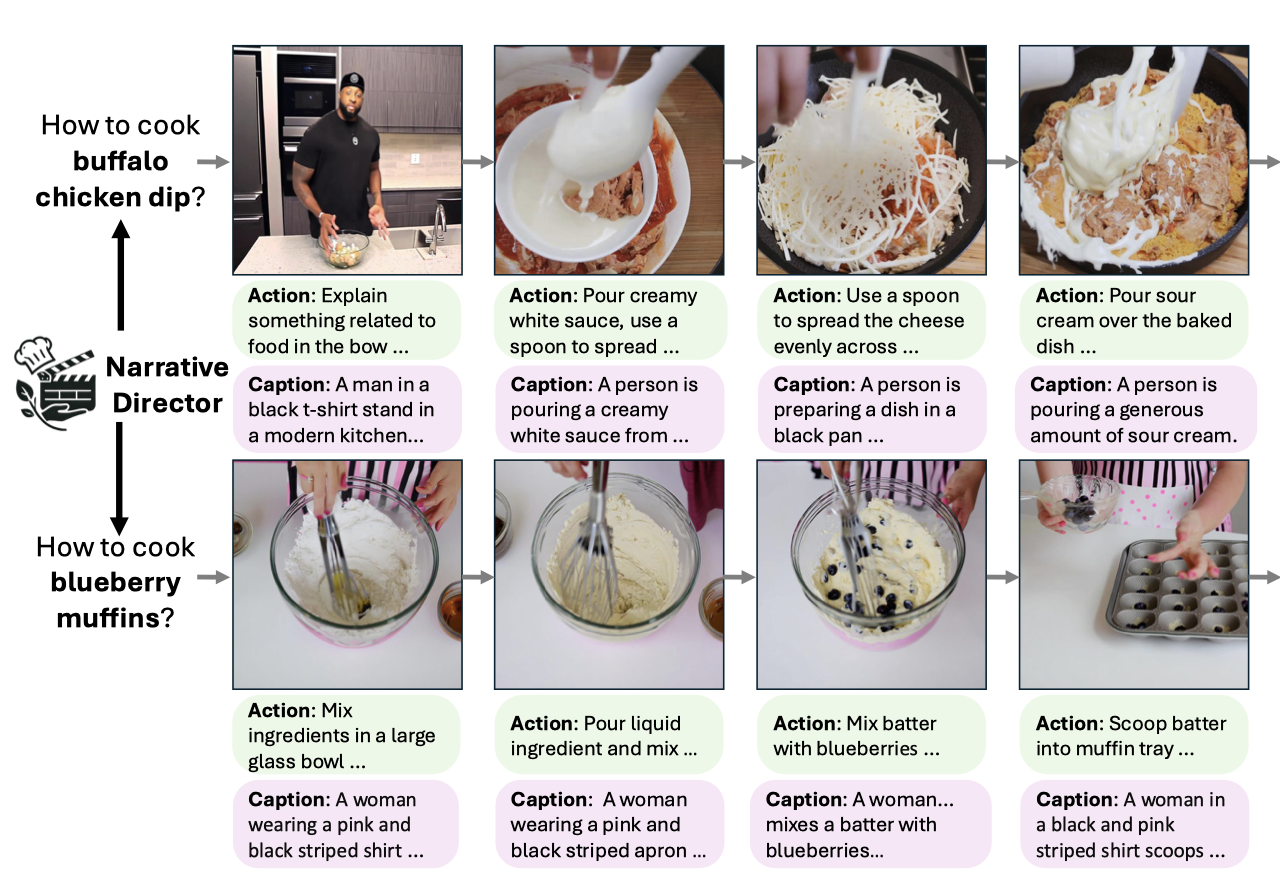 How to cook
buffalo
chicken dip?
Action: Explain
something related to
food in the bow ...
Action: Pour creamy
white sauce, use a
spoon to spread ...
Action: Use a spoon
to spread the cheese
evenly across ...
Action: Pour sour
cream over the baked
dish ...
Narrative
Director
Caption: A man in a
black t-shirt stand in
a modern kitchen...
Caption: A person is
pouring a creamy
white sauce from ...
Caption: A person is
preparing a dish in a
black pan ...
Caption: A person is
pouring a generous
amount of sour cream.
How to cook
blueberry
muffins?
Action: Mix
ingredients in a large
glass bowl ...
Action: Pour liquid
ingredient and mix ...
Action: Mix batter
with blueberries ...
Action: Scoop batter
into muffin tray ...
Caption: A woman
wearing a pink and
black striped shirt ...
Caption: A woman
wearing a pink and
black striped apron ...
Caption: A woman...
mixes a batter with
blueberries...
Caption: A woman in
a black and pink
striped shirt scoops ...